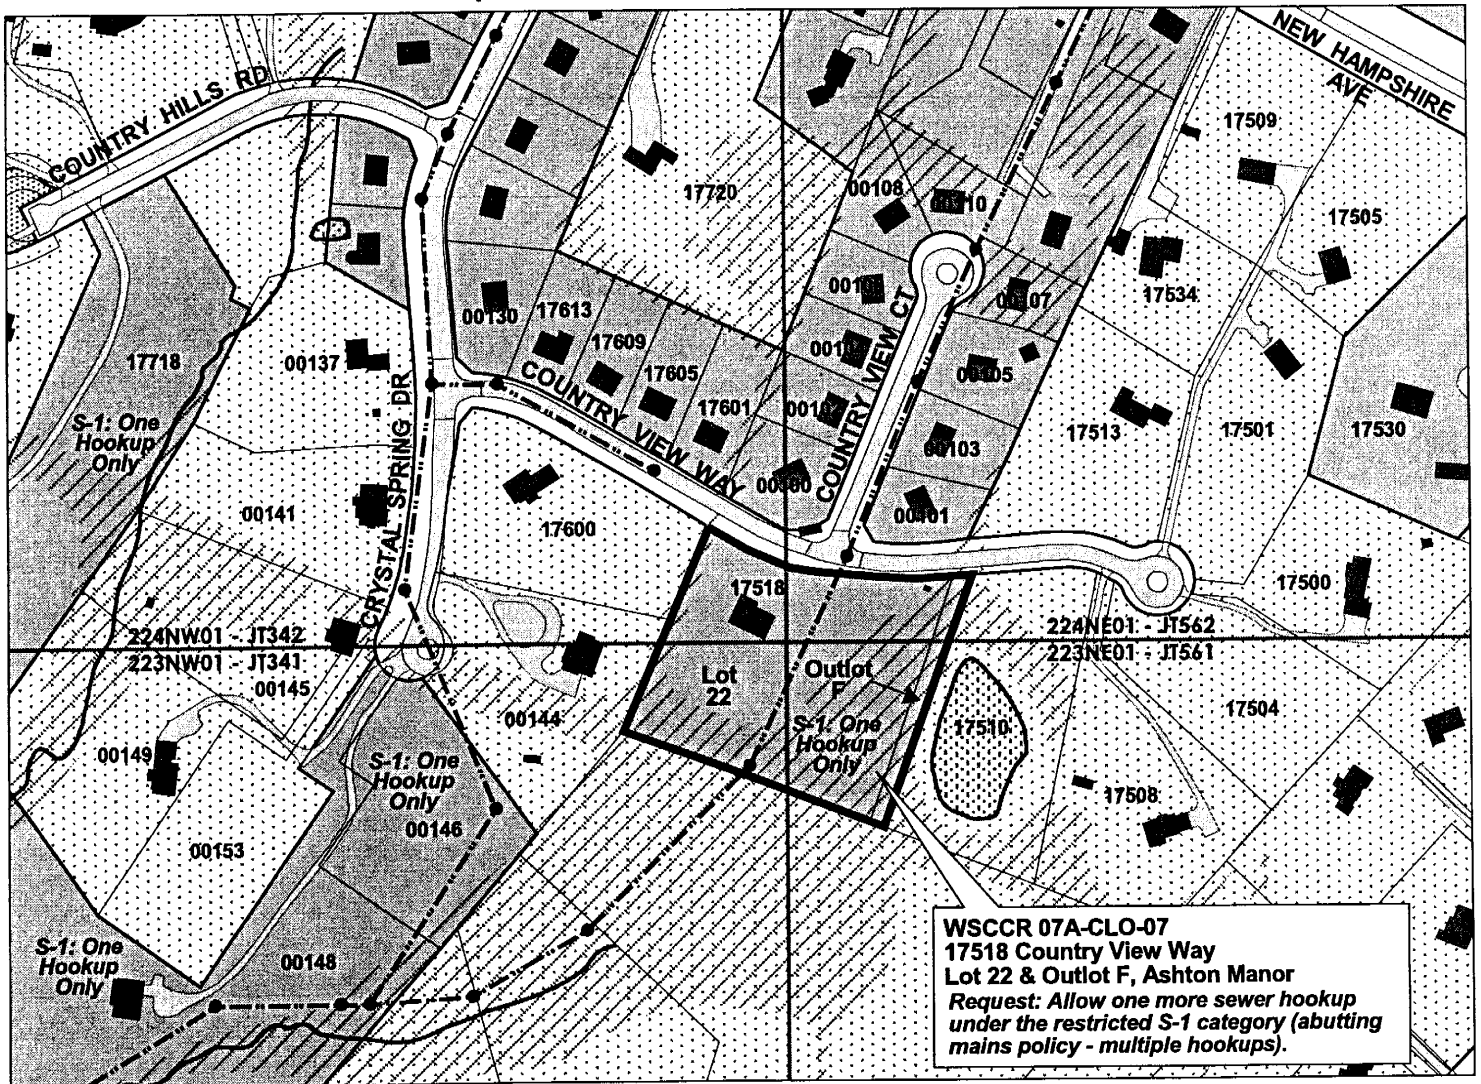 NEW HAMPSHIRE
AVE
COUNTRY HILLS RD
17509
17720
00108
00110
17505
17534
00107
00130
17613
17609
17605
17601
17718
00137
COUNTRY VIEW CT
00105
00103
00101
17513
17501
17530
S-1: One
Hookup
Only
CRYSTAL SPRING DR
COUNTRY VIEW WAY
00141
17600
17518
17500
224NW01 - JT342
223NW01 - JT341
224NE01 - JT562
223NE01 - JT561
00145
00144
Lot
22
Outlot
F
S-1: One
Hookup
Only
17510
17504
00149
S-1: One
Hookup
Only
00146
17508
00153
S-1: One
Hookup
Only
00148
WSCCR 07A-CLO-07
17518 Country View Way
Lot 22 & Outlot F, Ashton Manor
Request: Allow one more sewer hookup
under the restricted S-1 category (abutting
mains policy - multiple hookups).